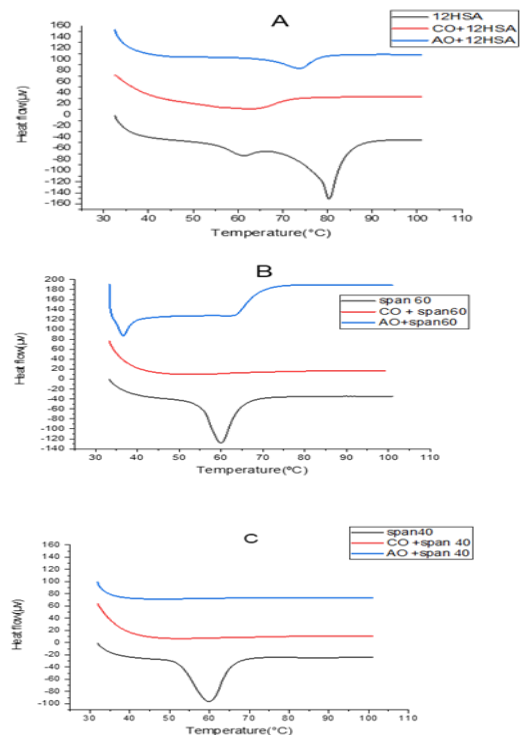 A
12HSA
CO+12HSA
AO+12HSA
160
140
120
100
80
60
40
20
0
-20
-40
-60
-80
-100
-120
-140
-160
Heat flow(μv)
30 40 50 60 70 80 90 100 110
Temperature(°C)
B
span 60
CO + span60
AO+span60
200
180
160
140
120
100
80
60
40
20
0
-20
-40
-60
-80
-100
-120
-140
Heat flow(μv)
30 40 50 60 70 80 90 100 110
Temperature(°C)
C
span40
CO +span 40
AO +span 40
160
140
120
100
80
60
40
20
0
-20
-40
-60
-80
-100
Heat flow(μv)
30 40 50 60 70 80 90 100 110
Temperature(°C)